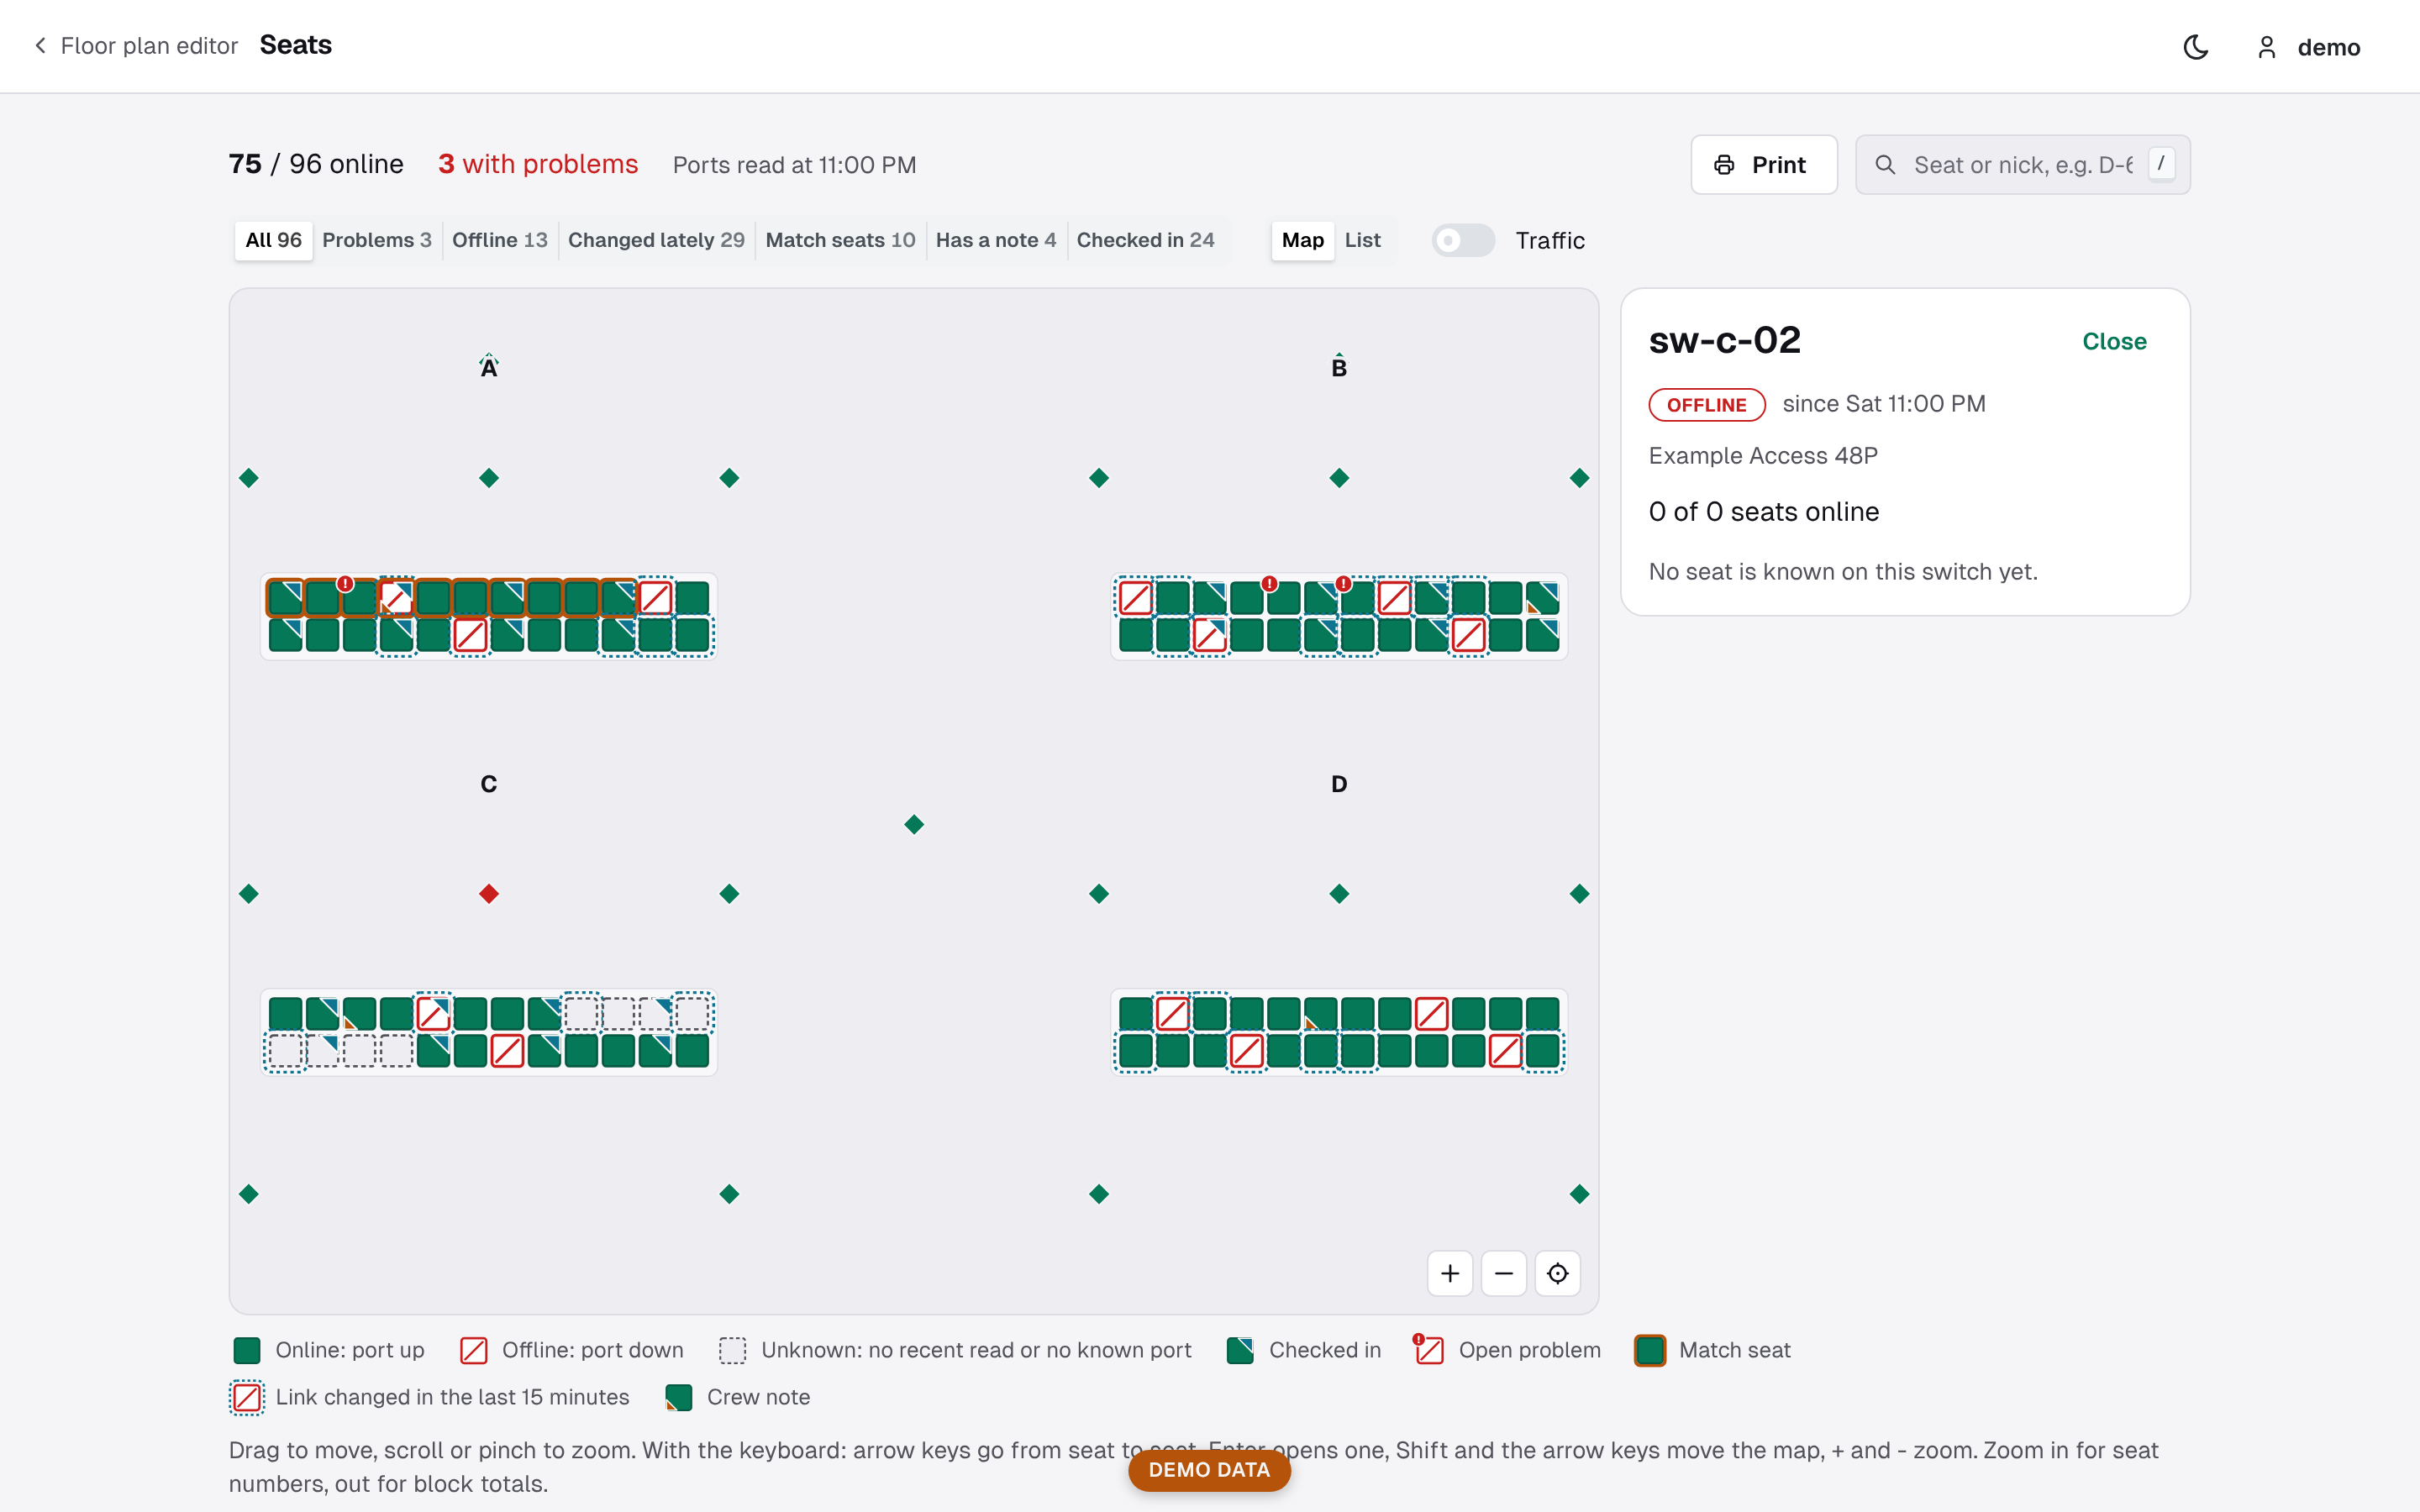 Floor plan editor Seats
demo
75 / 96 online 3 with problems Ports read at 11:00 PM
Print
Seat or nick, e.g. D-6 /
All 96 Problems 3 Offline 13 Changed lately 29 Match seats 10 Has a note 4 Checked in 24
Map List
Traffic
A
B
C
D
sw-c-02
Close
OFFLINE since Sat 11:00 PM
Example Access 48P
0 of 0 seats online
No seat is known on this switch yet.
Online: port up Offline: port down Unknown: no recent read or no known port Checked in Open problem Match seat
Link changed in the last 15 minutes Crew note
Drag to move, scroll or pinch to zoom. With the keyboard: arrow keys go from seat to seat, Enter opens one, Shift and the arrow keys move the map, + and - zoom. Zoom in for seat
numbers, out for block totals.
DEMO DATA